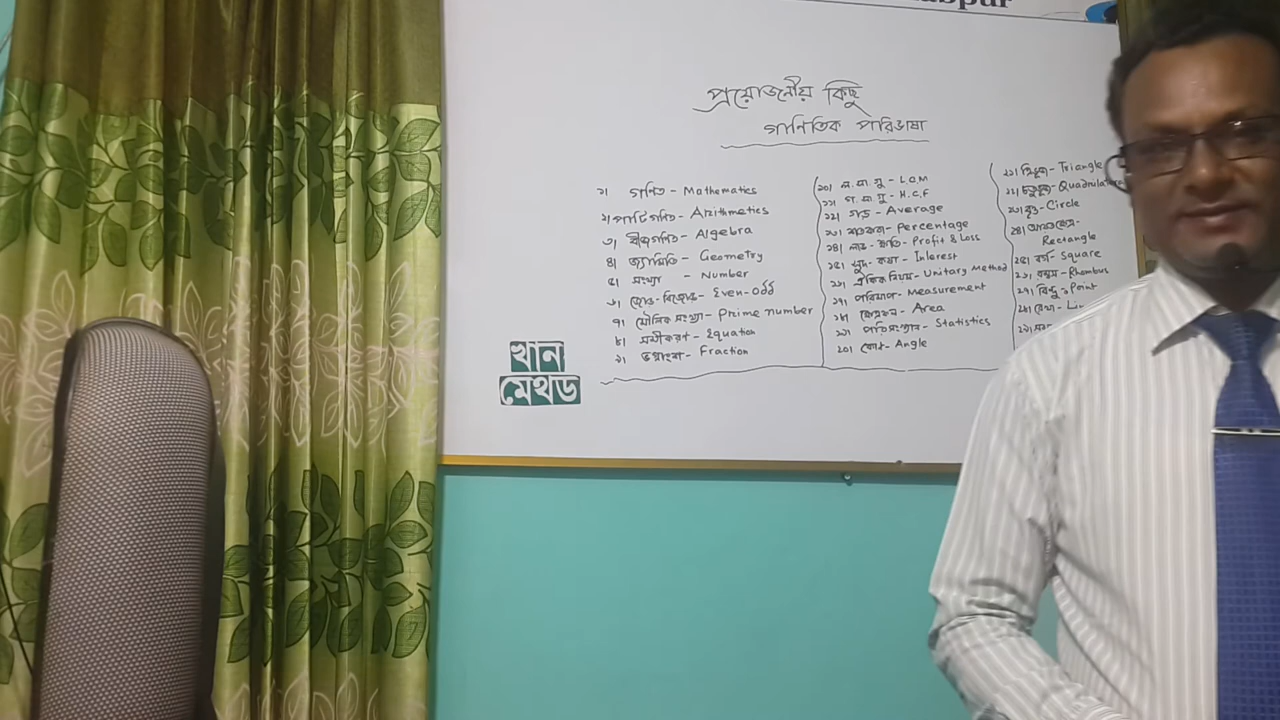 প্রয়োজনীয় কিছু
গাণিতিক পরিভাষা
১। গণিত - Mathematics
২। পাটিগণিত - Arithmetics
৩। বীজগণিত - Algebra
৪। জ্যামিতি - Geometry
৫। সংখ্যা - Number
৬। জোড় - বিজোড় - Even-Odd
৭। মৌলিক সংখ্যা - Prime number
৮। সমীকরণ - Equation
৯। ভগ্নাংশ - Fraction
১০। ল.সা.গু - L.C.M
১১। গ.সা.গু - H.C.F
১২। গড় - Average
১৩। শতকরা - Percentage
১৪। লাভ - ক্ষতি - Profit & Loss
১৫। সুদ - কষা - Interest
১৬। ঐকিক নিয়ম - Unitary Method
১৭। পরিমাপ - Measurement
১৮। ক্ষেত্রফল - Area
১৯। পরিসংখ্যান - Statistics
২০। কোণ - Angle
২১। ত্রিভুজ - Triangle
২২। চতুর্ভুজ -
২৩। বৃত্ত - Circle
২৪। আয়তক্ষেত্র -
Rectangle
২৫। বর্গ - Square
২৬। রম্বস - Rhombus
২৭। বিন্দু - Point
২৮। রেখা -
খান
মেথড